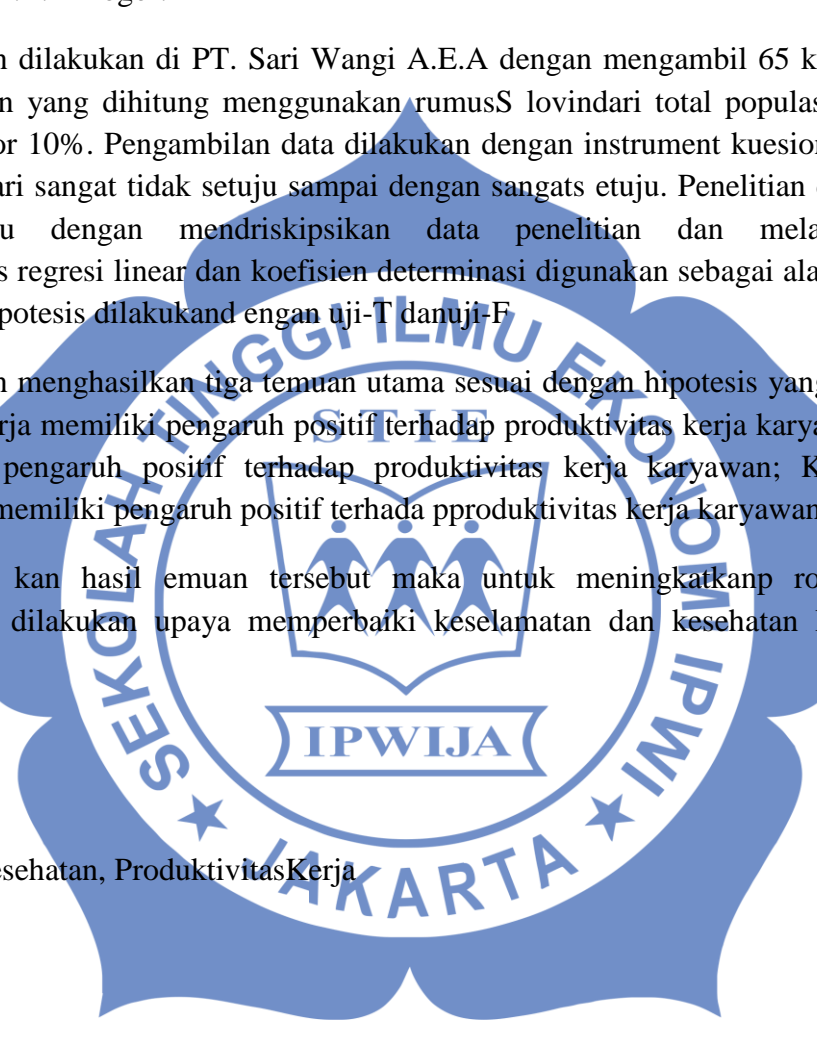 n dilakukan di PT. Sari Wangi A.E.A dengan mengambil 65 k
n yang dihitung menggunakan rumusS lovindari total populas
or 10%. Pengambilan data dilakukan dengan instrument kuesion
ari sangat tidak setuju sampai dengan sangats etuju. Penelitian
u dengan mendriskipsikan data penelitian dan mela
s regresi linear dan koefisien determinasi digunakan sebagai ala
potesis dilakukand engan uji-T danuji-F
n menghasilkan tiga temuan utama sesuai dengan hipotesis yang
rja memiliki pengaruh positif terhadap produktivitas kerja karya
pengaruh positif terhadap produktivitas kerja karyawan; K
memiliki pengaruh positif terhada pproduktivitas kerja karyawan
kan hasil emuan tersebut maka untuk meningkatkanp ro
dilakukan upaya memperbaiki keselamatan dan kesehatan
esehatan, ProduktivitasKerja
SEKOLAH TINGGI ILMU EKONOMI IPWI
STIE
IPWIJA
★ JAKARTA ★